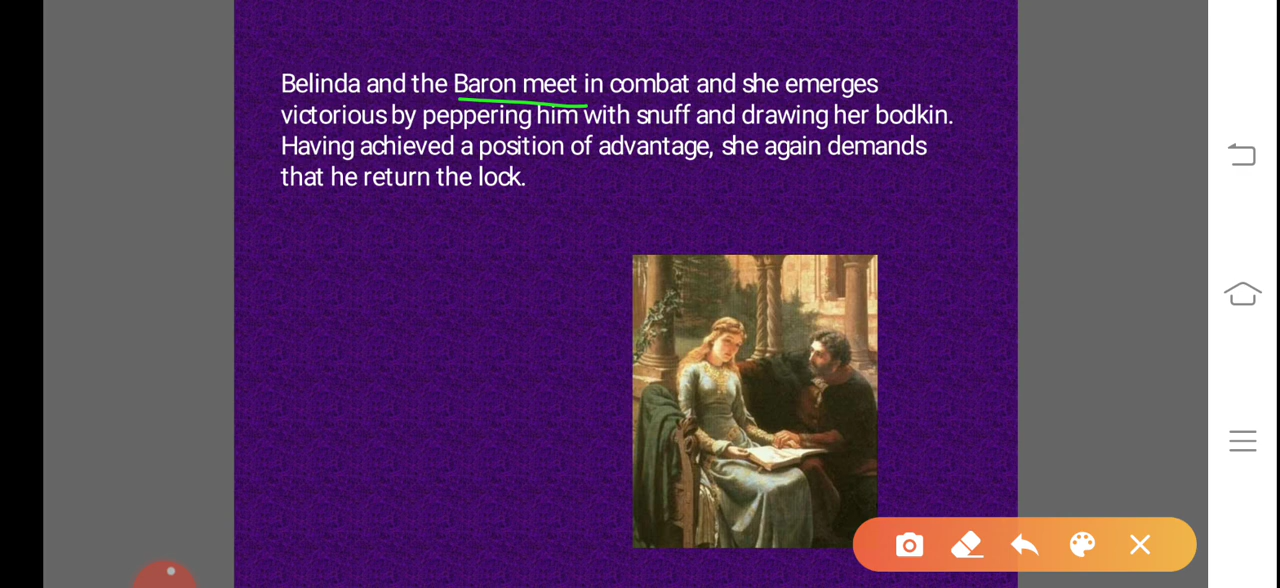 Belinda and the Baron meet in combat and she emerges
victorious by peppering him with snuff and drawing her bodkin.
Having achieved a position of advantage, she again demands
that he return the lock.